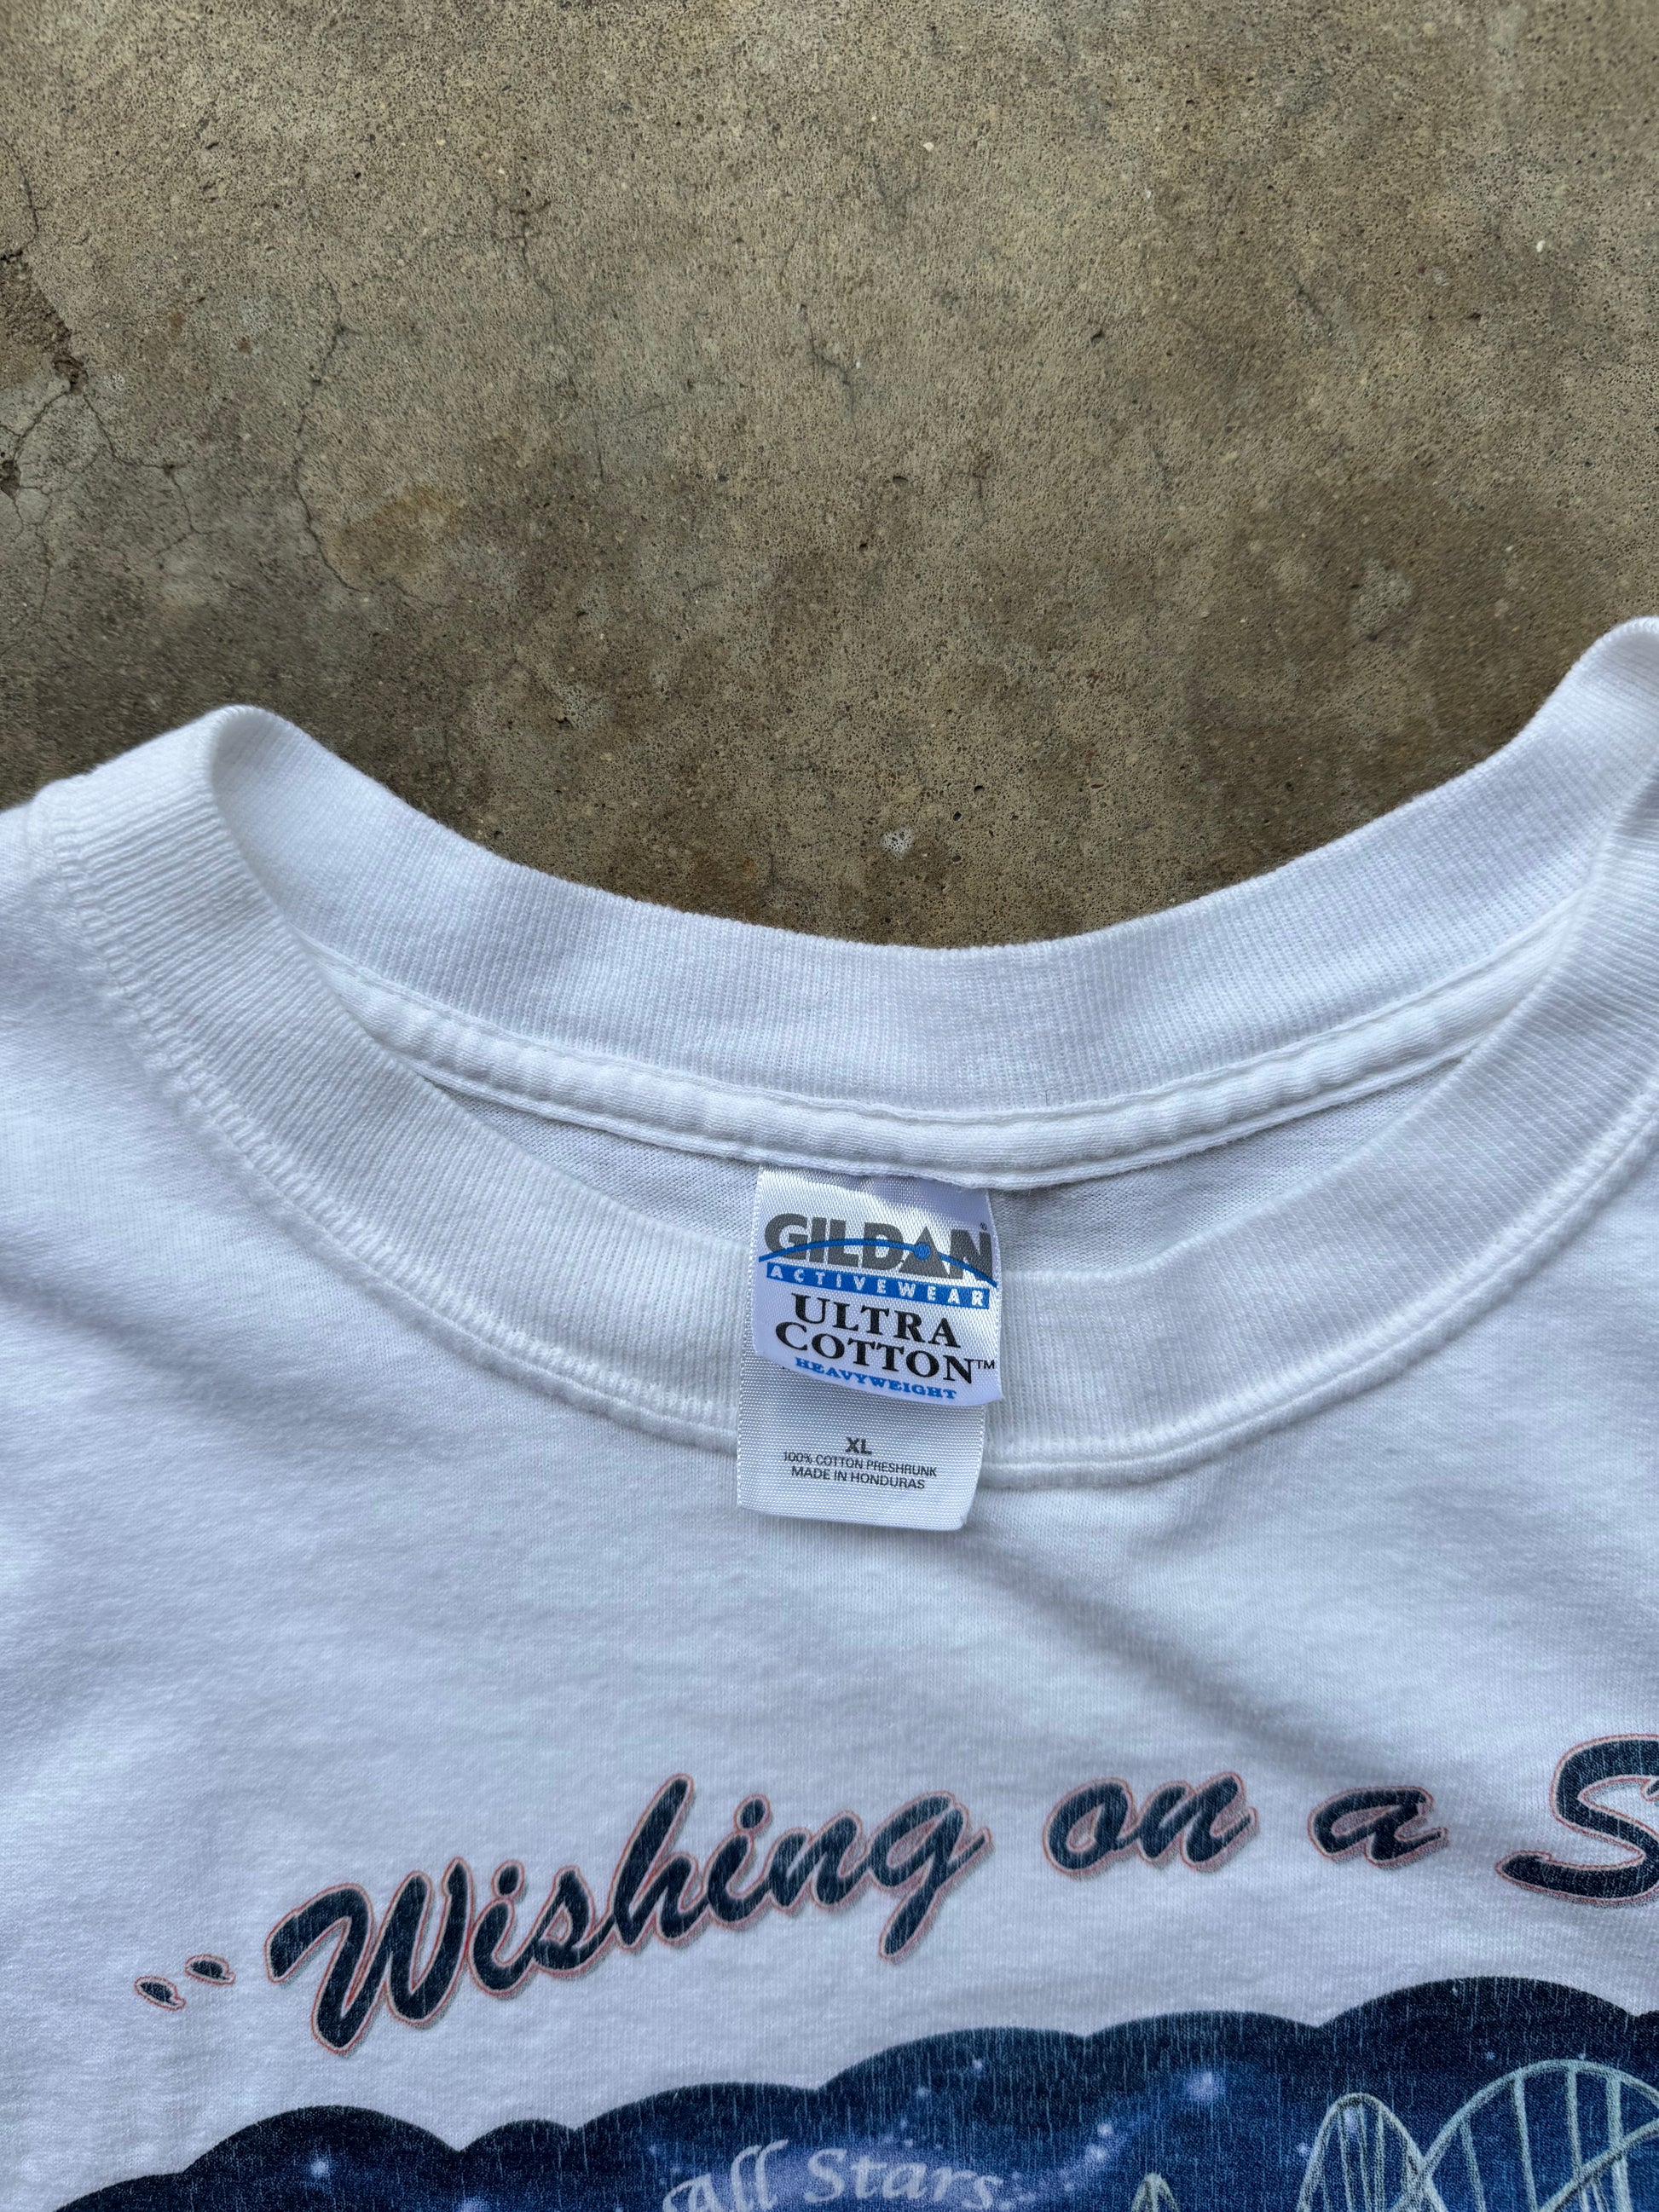 GILDAN®
ACTIVEWEAR
ULTRA
COTTON™
HEAVYWEIGHT
XL
100% COTTON PRESHRUNK
MADE IN HONDURAS
"Wishing on a S
All Stars